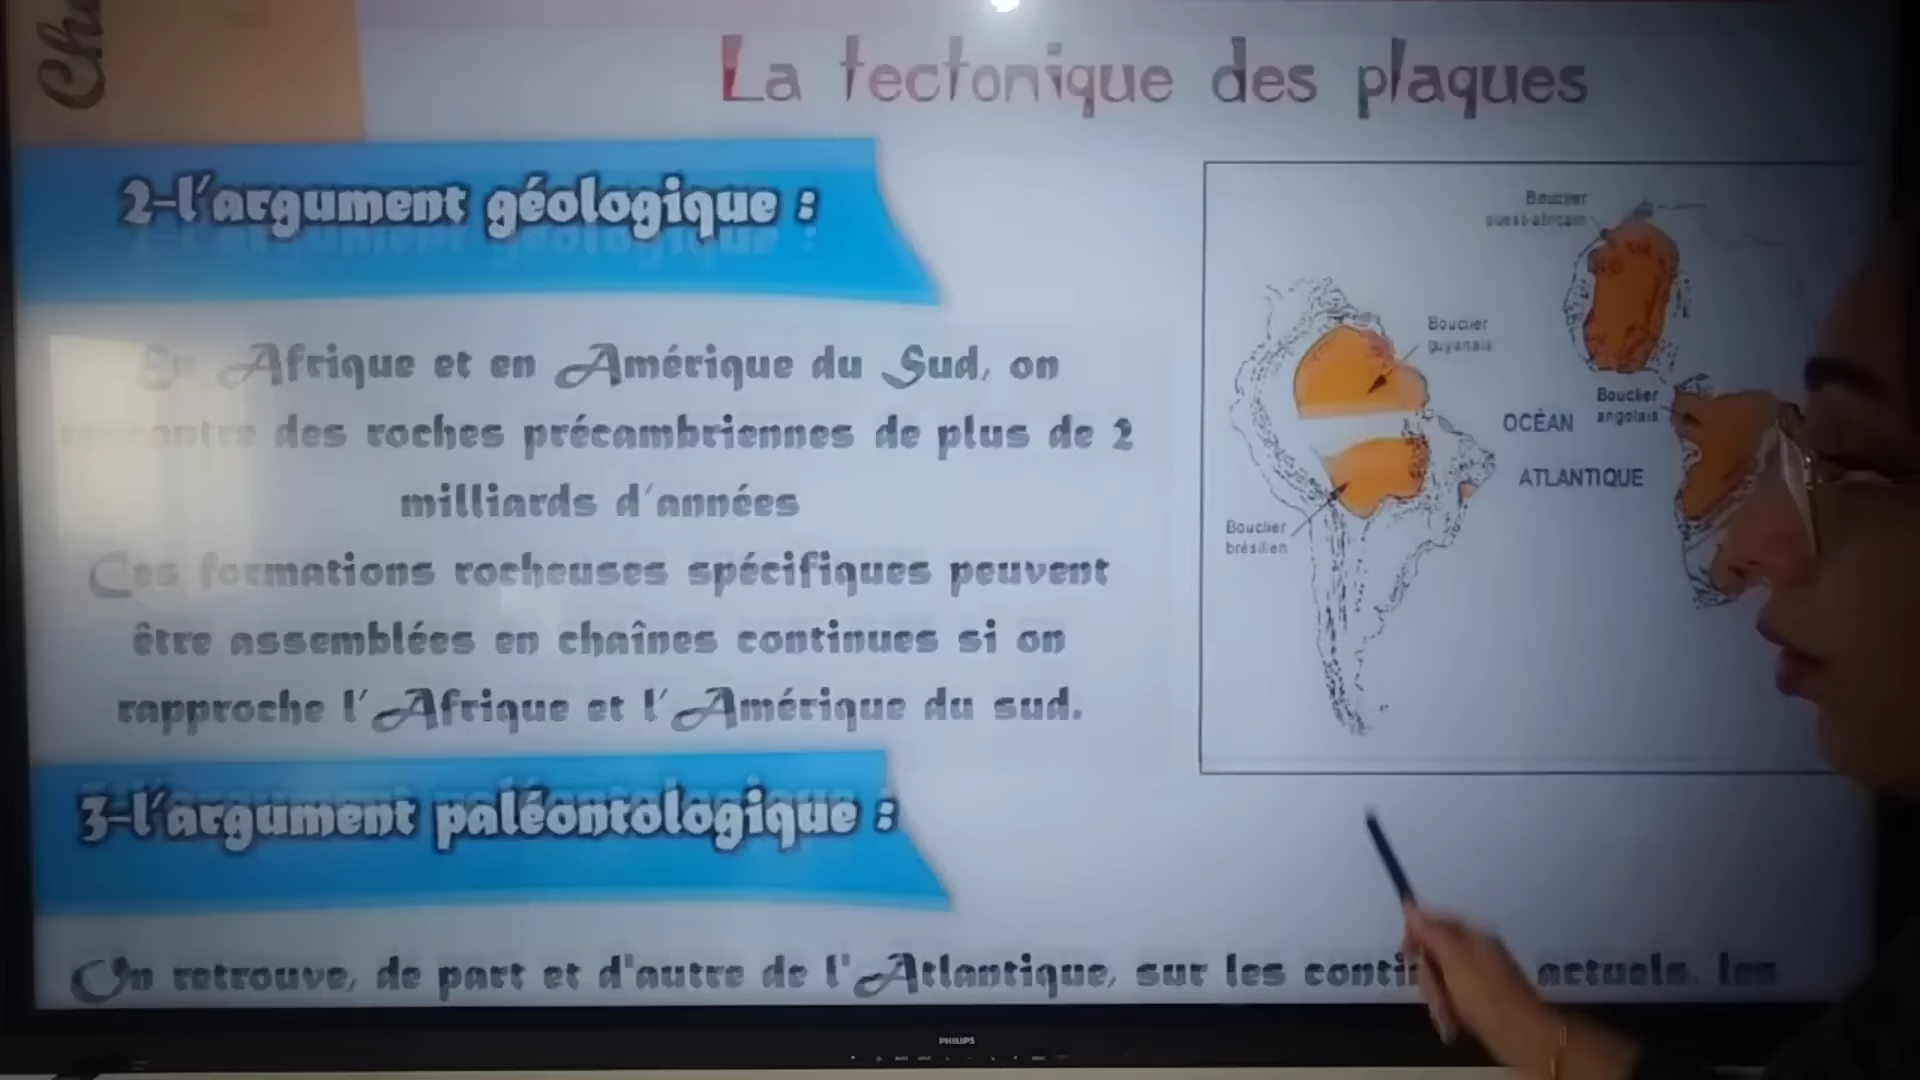 La tectonique des plaques
2-l'argument géologique :
En Afrique et en Amérique du Sud, on
rencontre des roches précambriennes de plus de 2
milliards d'années
Ces formations rocheuses spécifiques peuvent
être assemblées en chaînes continues si on
rapproche l'Afrique et l'Amérique du sud.
Bouclier
ouest-africain
Bouclier
guyanais
Bouclier
angolais
OCÉAN
ATLANTIQUE
Bouclier
brésilien
3-l'argument paléontologique :
On retrouve, de part et d'autre de l'Atlantique, sur les actuels, les
PHILIPS